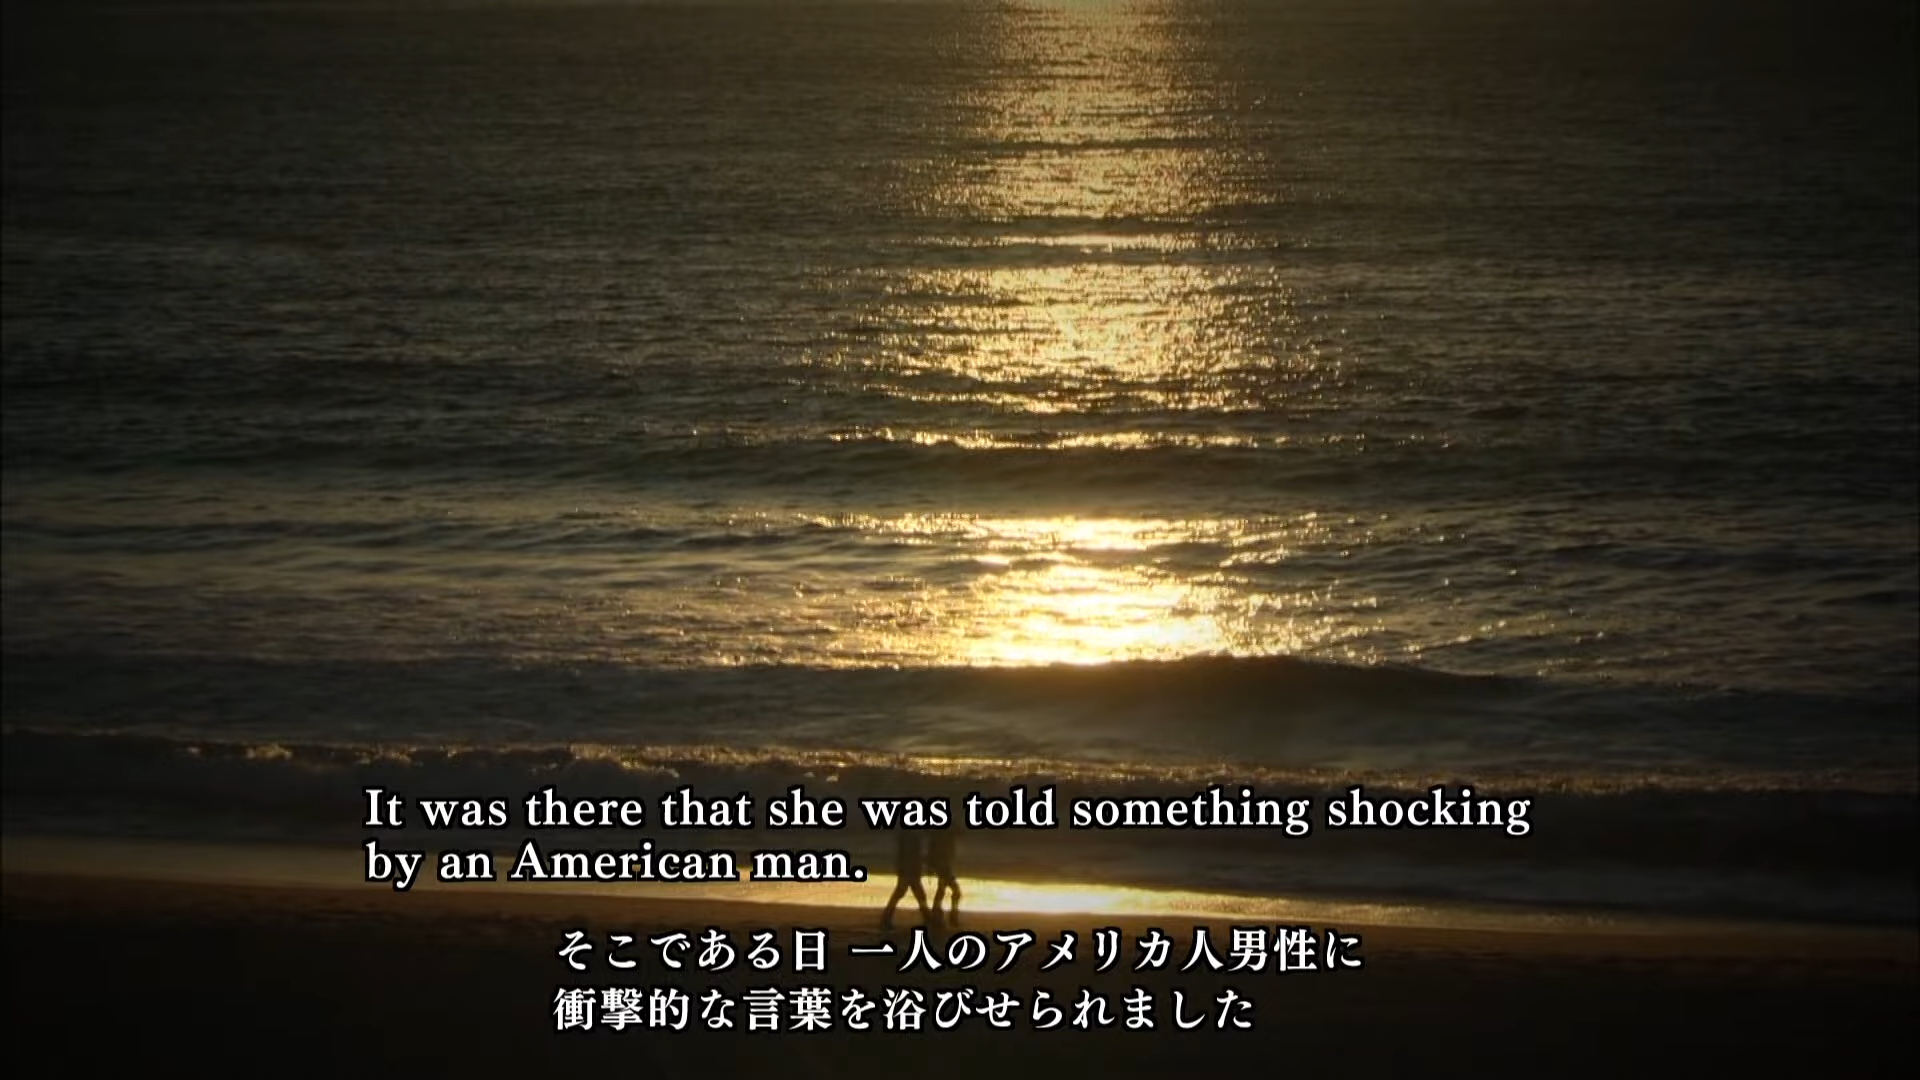 It was there that she was told something shocking
by an American man.
そこである日 一人のアメリカ人男性に
衝撃的な言葉を浴びせられました